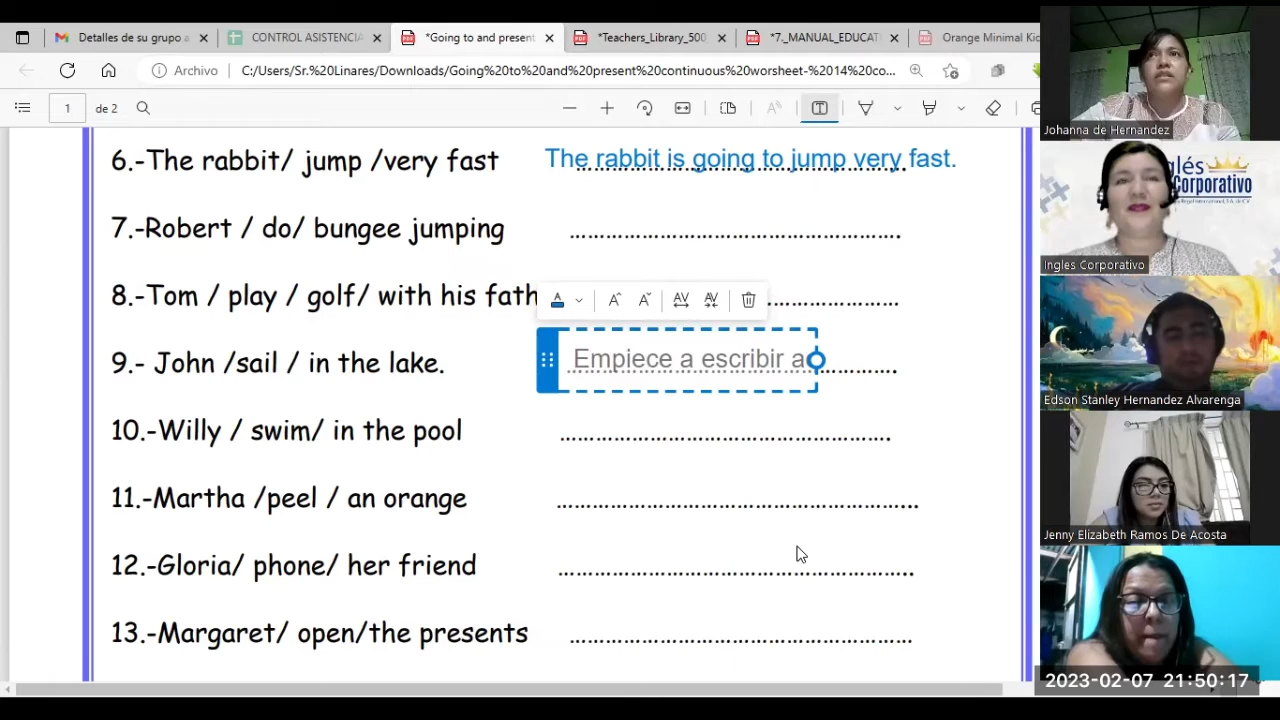 Detalles de su grupo a
CONTROL ASISTENCIA
*Going to and present
*Teachers_Library_500_
*7._MANUAL_EDUCAT
Orange Minimal Kid
Archivo
C:/Users/Sr.%20Linares/Downloads/Going%20to%20and%20present%20continuous%20worsheet-%2014%20co...
1
de 2
6.-The rabbit/ jump /very fast The rabbit is going to jump very fast.
7.-Robert / do/ bungee jumping ……………………………………………….
8.-Tom / play / golf/ with his fath
9.- John /sail / in the lake. Empiece a escribir a
10.-Willy / swim/ in the pool ……………………………………………….
11.-Martha /peel / an orange …………………………………………………..
12.-Gloria/ phone/ her friend …………………………………………………..
13.-Margaret/ open/the presents …………………………………………………
Johanna de Hernandez
Inglés
Corporativo
Ingles Corporativo
Edson Stanley Hernandez Alvarenga
Jenny Elizabeth Ramos De Acosta
2023-02-07 21:50:17